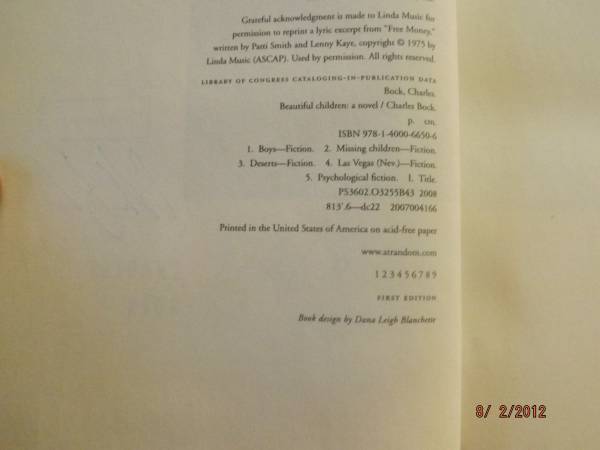 Grateful acknowledgment is made to Linda Music for
permission to reprint a lyric excerpt from "Free Money,"
written by Patti Smith and Lenny Kaye, copyright © 1975 by
Linda Music (ASCAP). Used by permission. All rights reserved.
LIBRARY OF CONGRESS CATALOGING-IN-PUBLICATION DATA
Bock, Charles.
Beautiful children: a novel / Charles Bock.
p. cm.
ISBN 978-1-4000-6650-6
1. Boys—Fiction. 2. Missing children—Fiction.
3. Deserts—Fiction. 4. Las Vegas (Nev.)—Fiction.
5. Psychological fiction. I. Title.
PS3602.O3255B43 2008
813'.6—dc22 2007004166
Printed in the United States of America on acid-free paper
www.atrandom.com
1 2 3 4 5 6 7 8 9
FIRST EDITION
Book design by Dana Leigh Blanchette
8/ 2/2012